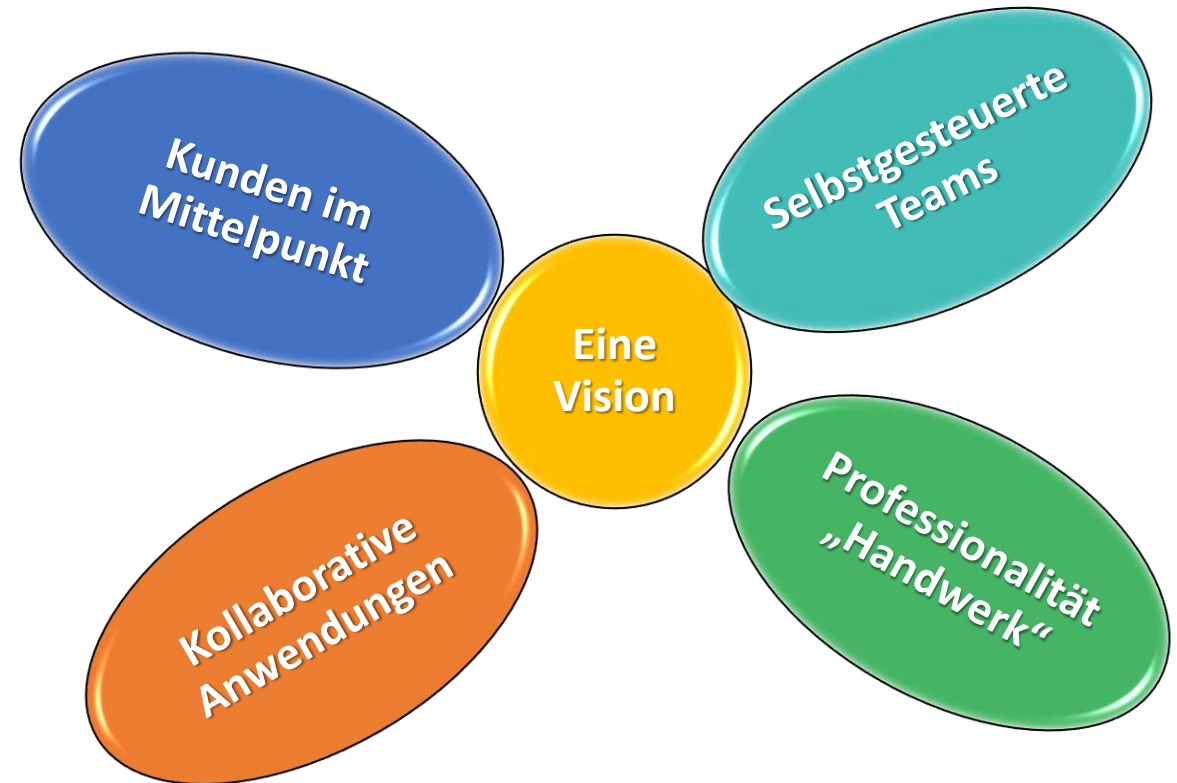 Kunden im
Mittelpunkt
Selbstgesteuerte
Teams
Eine
Vision
Kollaborative
Anwendungen
Professionalität
„Handwerk“